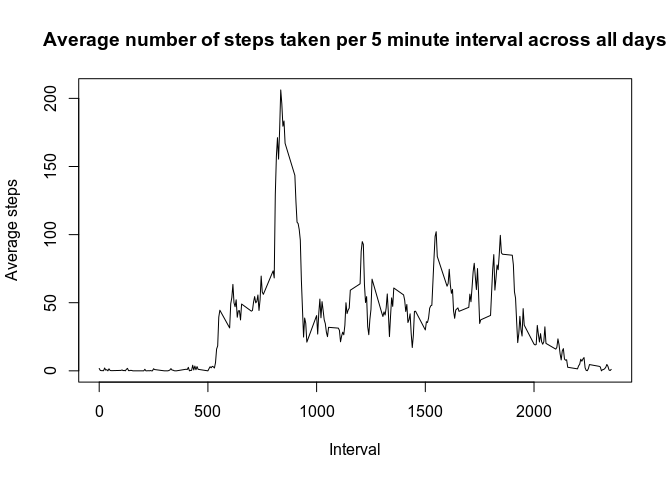 Average number of steps taken per 5 minute interval across all days
Average steps
200
150
100
50
0
0 500 1000 1500 2000
Interval